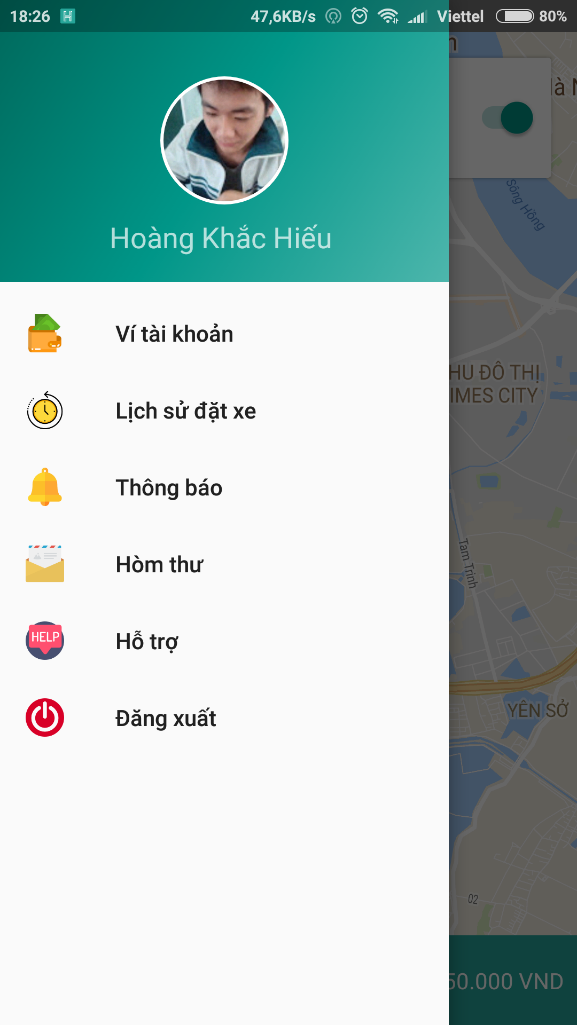 18:26 47,6KB/s Viettel 80%
Hoàng Khắc Hiếu
Sông Hồng
Ví tài khoản
HU ĐÔ THỊ
IMES CITY
Lịch sử đặt xe
Thông báo
Hòm thư
Tam Trinh
HELP
Hỗ trợ
Đăng xuất
YÊN SỞ
02
50.000 VND